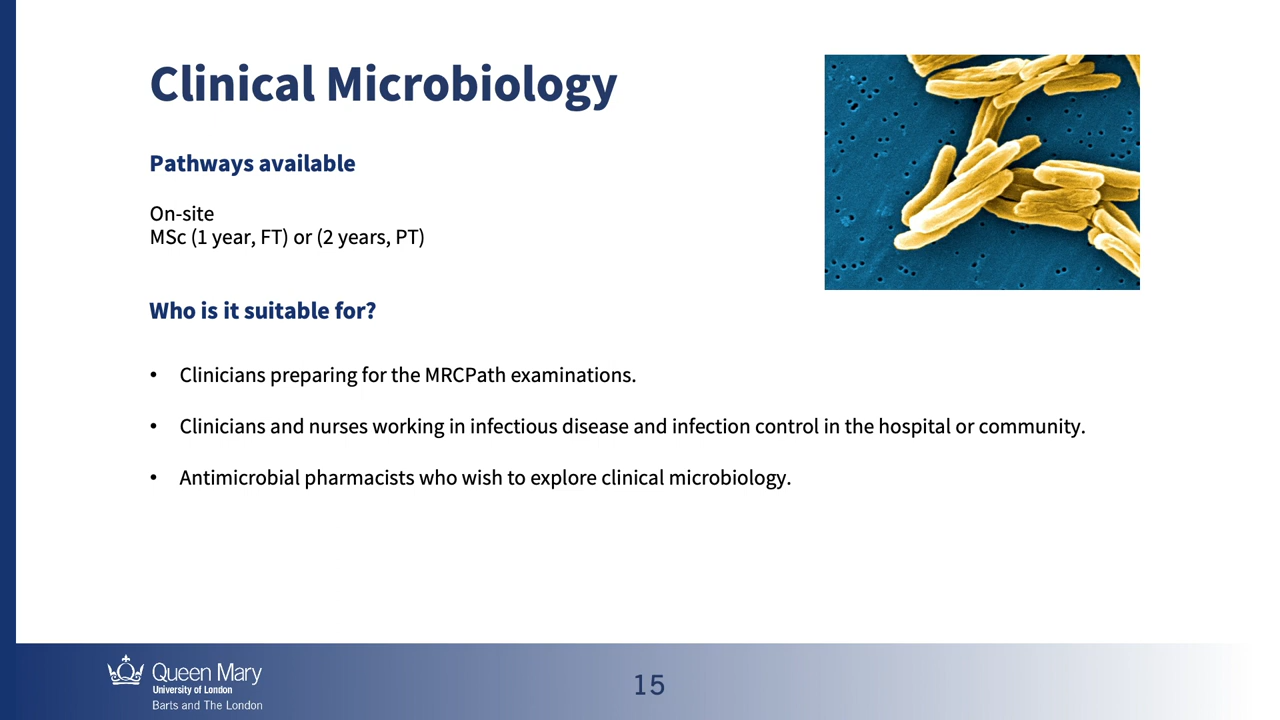 Clinical Microbiology
Pathways available
On-site
MSc (1 year, FT) or (2 years, PT)
Who is it suitable for?
• Clinicians preparing for the MRCPath examinations.
• Clinicians and nurses working in infectious disease and infection control in the hospital or community.
• Antimicrobial pharmacists who wish to explore clinical microbiology.
Queen Mary
University of London
Barts and The London
15